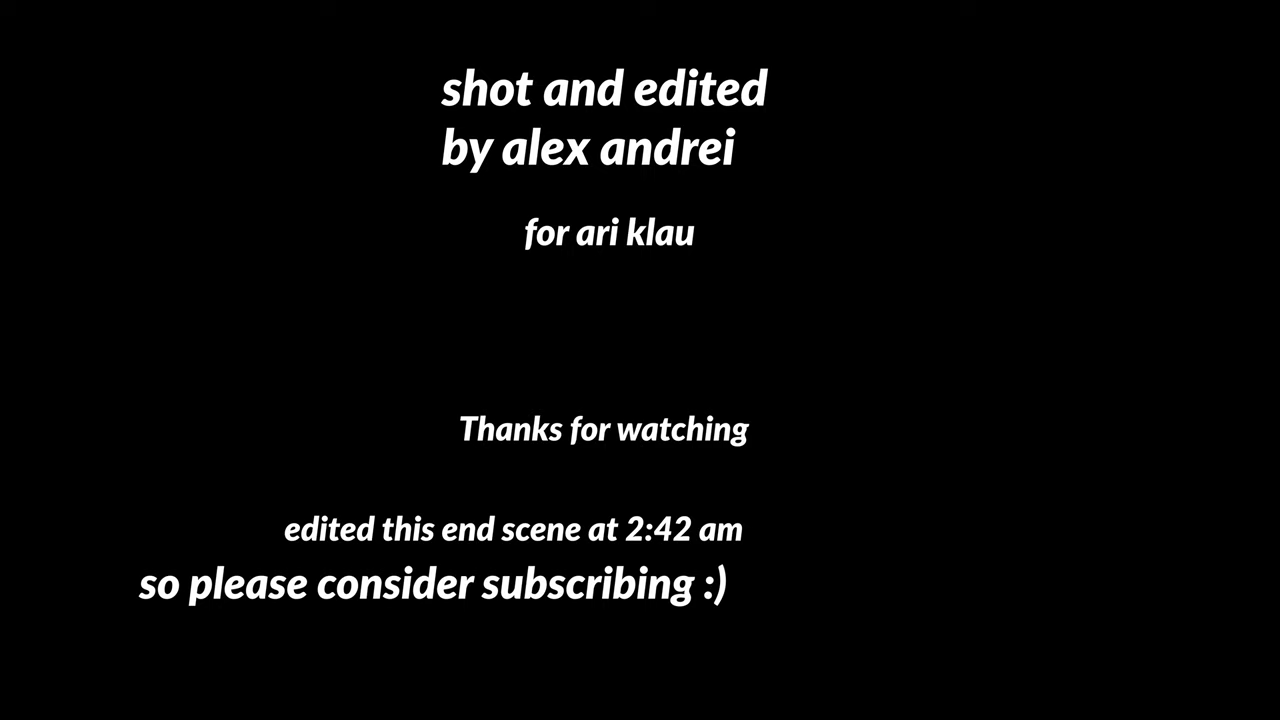 shot and edited
by alex andrei
for ari klau
Thanks for watching
edited this end scene at 2:42 am
so please consider subscribing :)